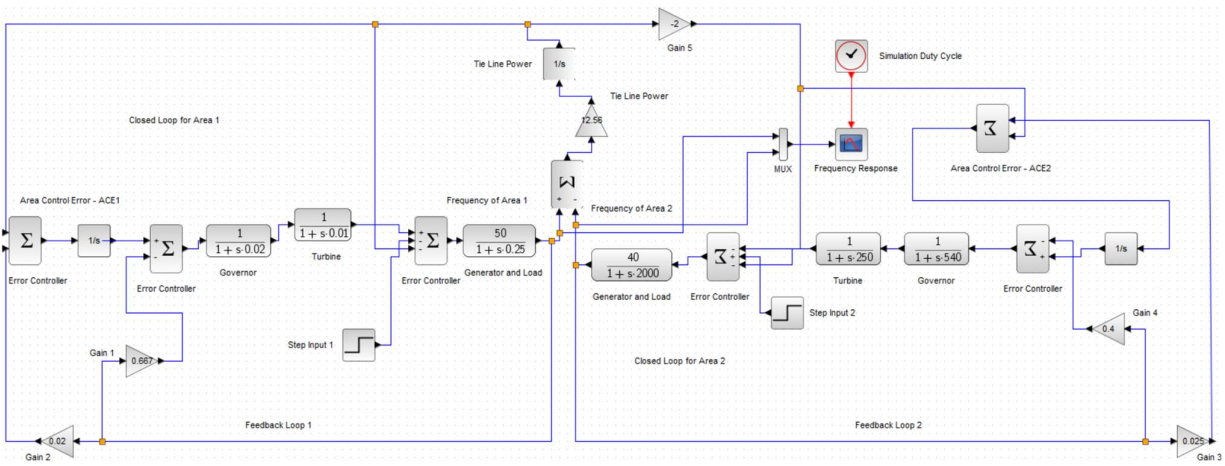 -2
Gain 5
Simulation Duty Cycle
Tie Line Power
1/s
Tie Line Power
12.56
Closed Loop for Area 1
Σ
MUX
Frequency Response
Area Control Error - ACE2
Σ
+ -
Area Control Error - ACE1
Frequency of Area 1
Frequency of Area 2
Σ
1/s
+
-
Σ
1
1 + s·0.02
1
1 + s·0.01
+
-
-
Σ
50
1 + s·0.25
40
1 + s·2000
Σ
-
+
-
1
1 + s·250
1
1 + s·540
Σ
-
+
1/s
Error Controller
Error Controller
Governor
Turbine
Error Controller
Generator and Load
Generator and Load
Error Controller
Turbine
Governor
Error Controller
Step Input 1
Step Input 2
Gain 4
0.4
Gain 1
0.667
Closed Loop for Area 2
Feedback Loop 1
Feedback Loop 2
0.02
Gain 2
0.025
Gain 3